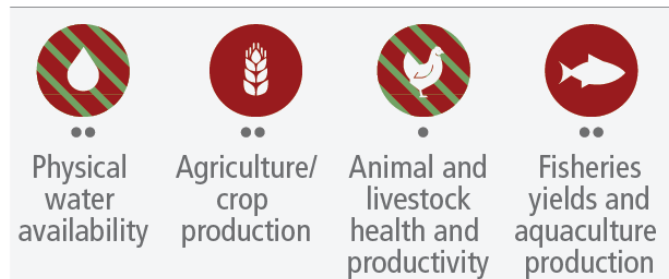 Physical
water
availability
Agriculture/
crop
production
Animal and
livestock
health and
productivity
Fisheries
yields and
aquaculture
production